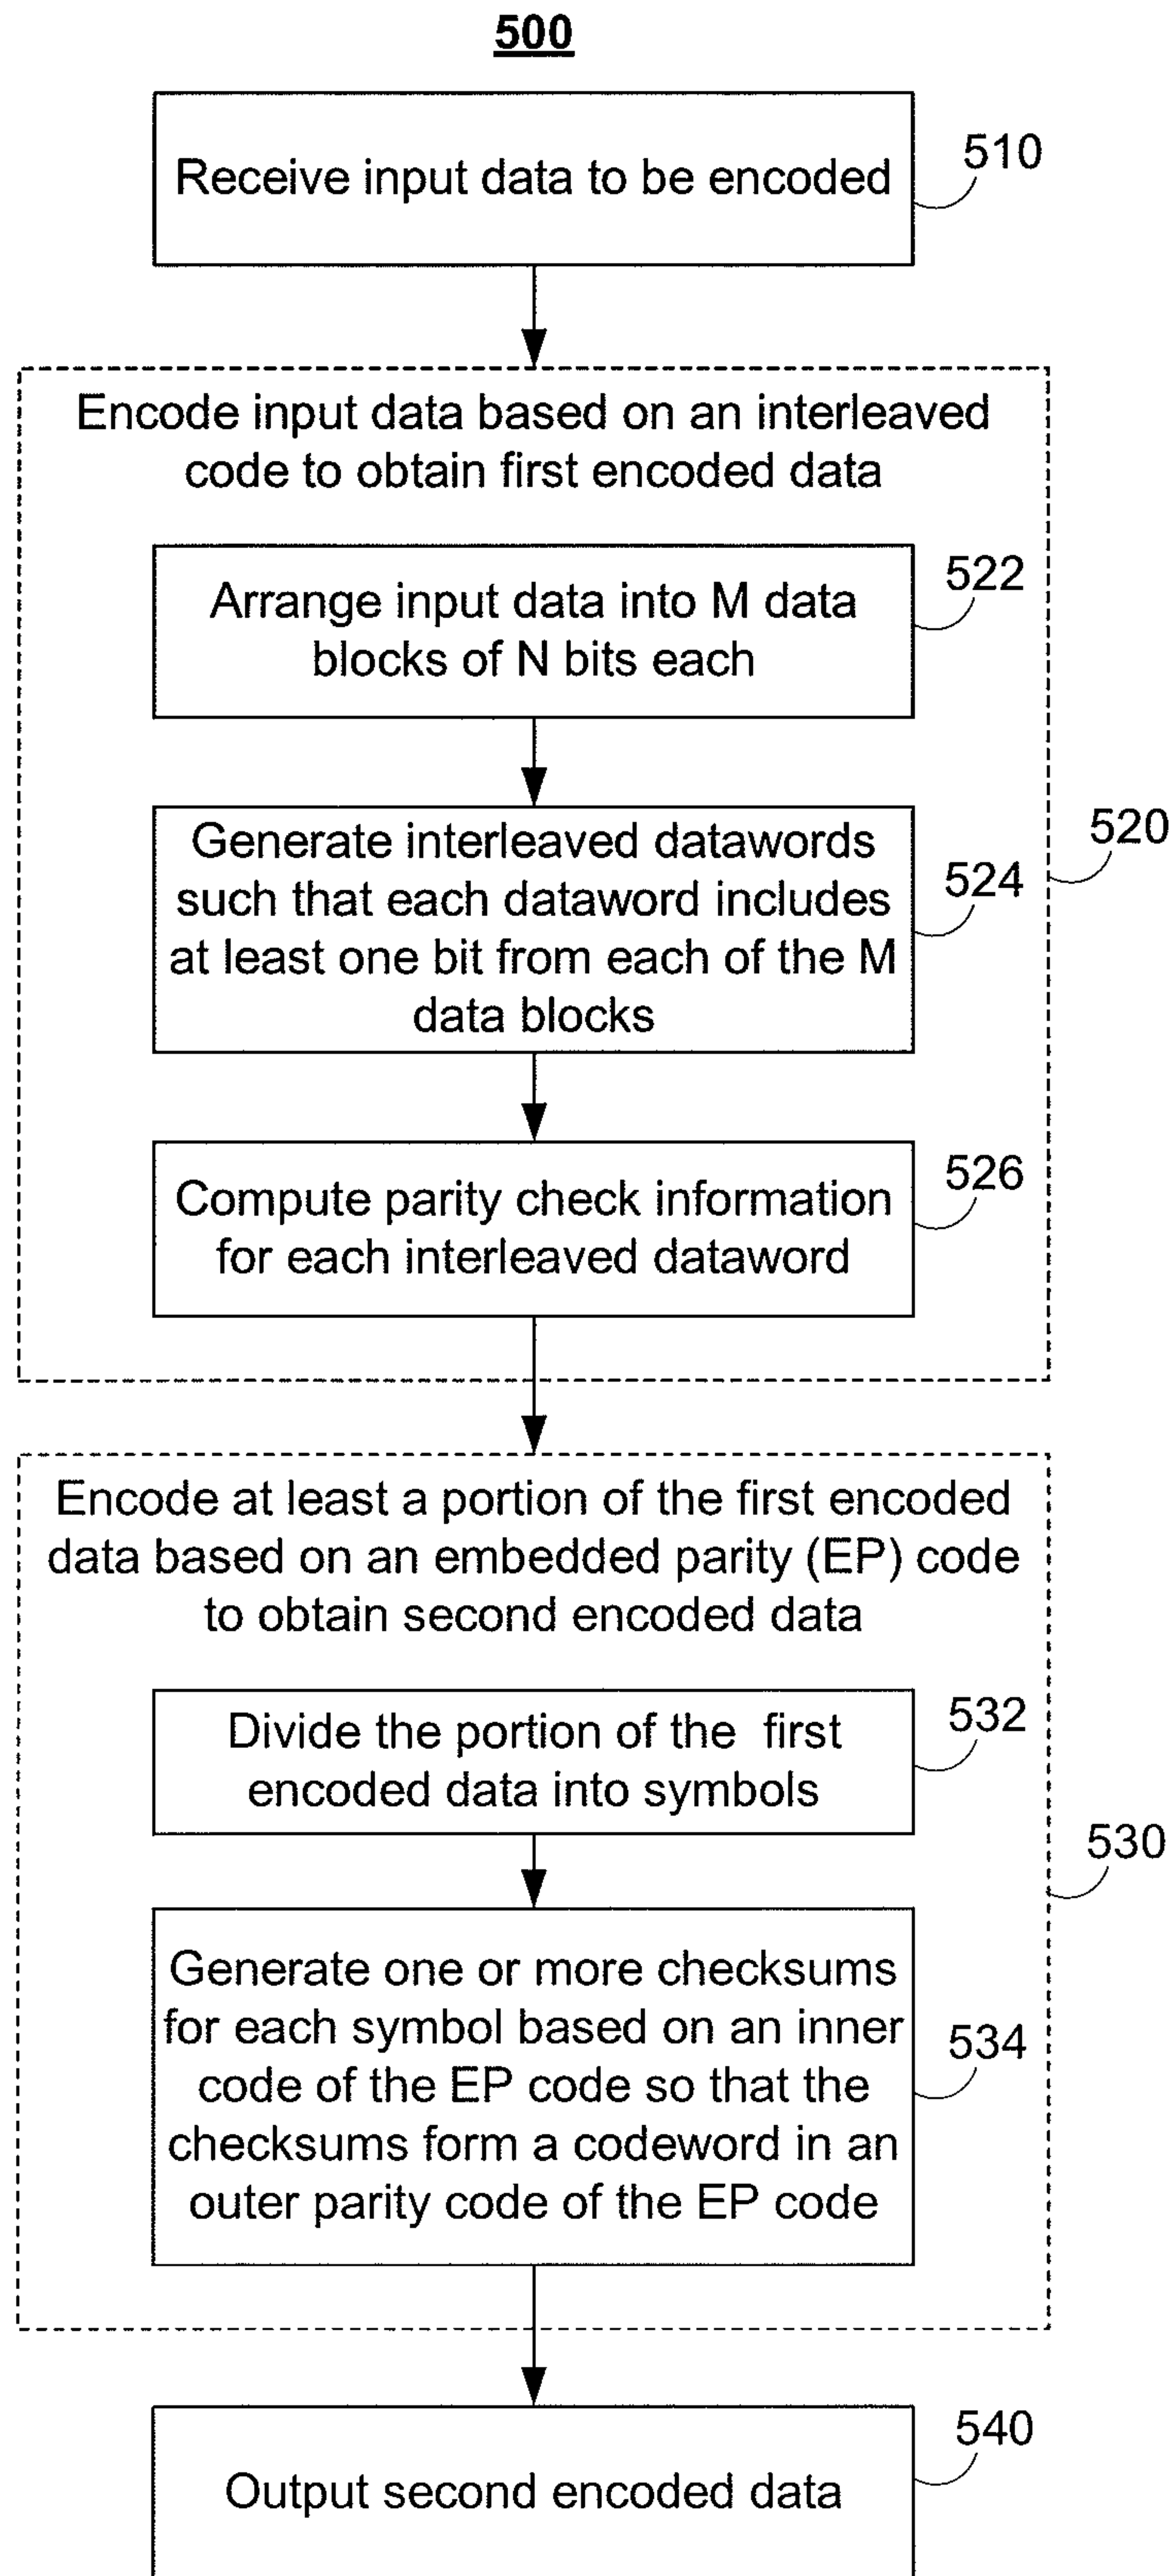 500
Receive input data to be encoded
510
Encode input data based on an interleaved
code to obtain first encoded data
Arrange input data into M data
blocks of N bits each
522
Generate interleaved datawords
such that each dataword includes
at least one bit from each of the M
data blocks
524
520
Compute parity check information
for each interleaved dataword
526
Encode at least a portion of the first encoded
data based on an embedded parity (EP) code
to obtain second encoded data
Divide the portion of the first
encoded data into symbols
532
530
Generate one or more checksums
for each symbol based on an inner
code of the EP code so that the
checksums form a codeword in an
outer parity code of the EP code
534
Output second encoded data
540